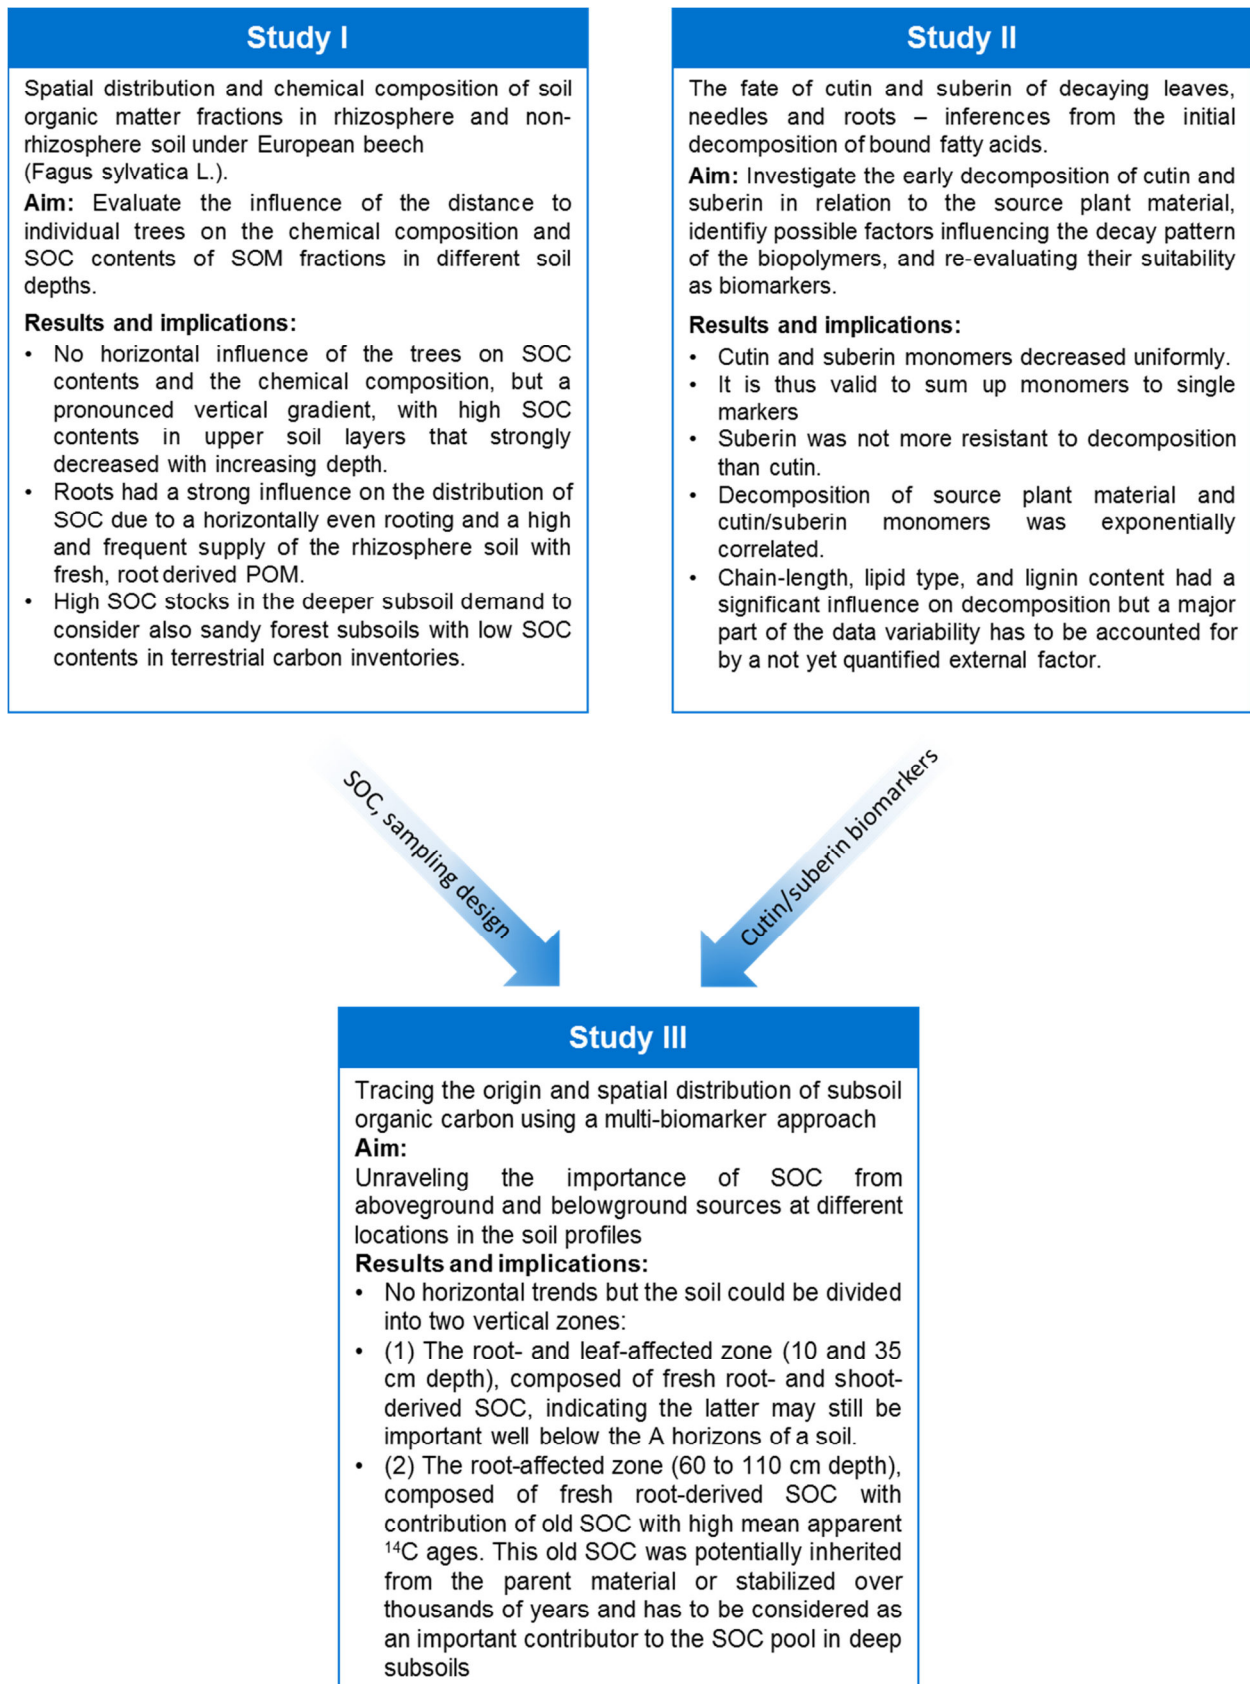 Study I
Spatial distribution and chemical composition of soil
organic matter fractions in rhizosphere and non-
rhizosphere soil under European beech
(Fagus sylvatica L.).
Aim: Evaluate the influence of the distance to
individual trees on the chemical composition and
SOC contents of SOM fractions in different soil
depths.
Results and implications:
• No horizontal influence of the trees on SOC
contents and the chemical composition, but a
pronounced vertical gradient, with high SOC
contents in upper soil layers that strongly
decreased with increasing depth.
• Roots had a strong influence on the distribution of
SOC due to a horizontally even rooting and a high
and frequent supply of the rhizosphere soil with
fresh, root derived POM.
• High SOC stocks in the deeper subsoil demand to
consider also sandy forest subsoils with low SOC
contents in terrestrial carbon inventories.
Study II
The fate of cutin and suberin of decaying leaves,
needles and roots – inferences from the initial
decomposition of bound fatty acids.
Aim: Investigate the early decomposition of cutin and
suberin in relation to the source plant material,
identifiy possible factors influencing the decay pattern
of the biopolymers, and re-evaluating their suitability
as biomarkers.
Results and implications:
• Cutin and suberin monomers decreased uniformly.
• It is thus valid to sum up monomers to single
markers
• Suberin was not more resistant to decomposition
than cutin.
• Decomposition of source plant material and
cutin/suberin monomers was exponentially
correlated.
• Chain-length, lipid type, and lignin content had a
significant influence on decomposition but a major
part of the data variability has to be accounted for
by a not yet quantified external factor.
SOC, sampling design
Cutin/suberin biomarkers
Study III
Tracing the origin and spatial distribution of subsoil
organic carbon using a multi-biomarker approach
Aim:
Unraveling the importance of SOC from
aboveground and belowground sources at different
locations in the soil profiles
Results and implications:
• No horizontal trends but the soil could be divided
into two vertical zones:
• (1) The root- and leaf-affected zone (10 and 35
cm depth), composed of fresh root- and shoot-
derived SOC, indicating the latter may still be
important well below the A horizons of a soil.
• (2) The root-affected zone (60 to 110 cm depth),
composed of fresh root-derived SOC with
contribution of old SOC with high mean apparent
¹⁴C ages. This old SOC was potentially inherited
from the parent material or stabilized over
thousands of years and has to be considered as
an important contributor to the SOC pool in deep
subsoils